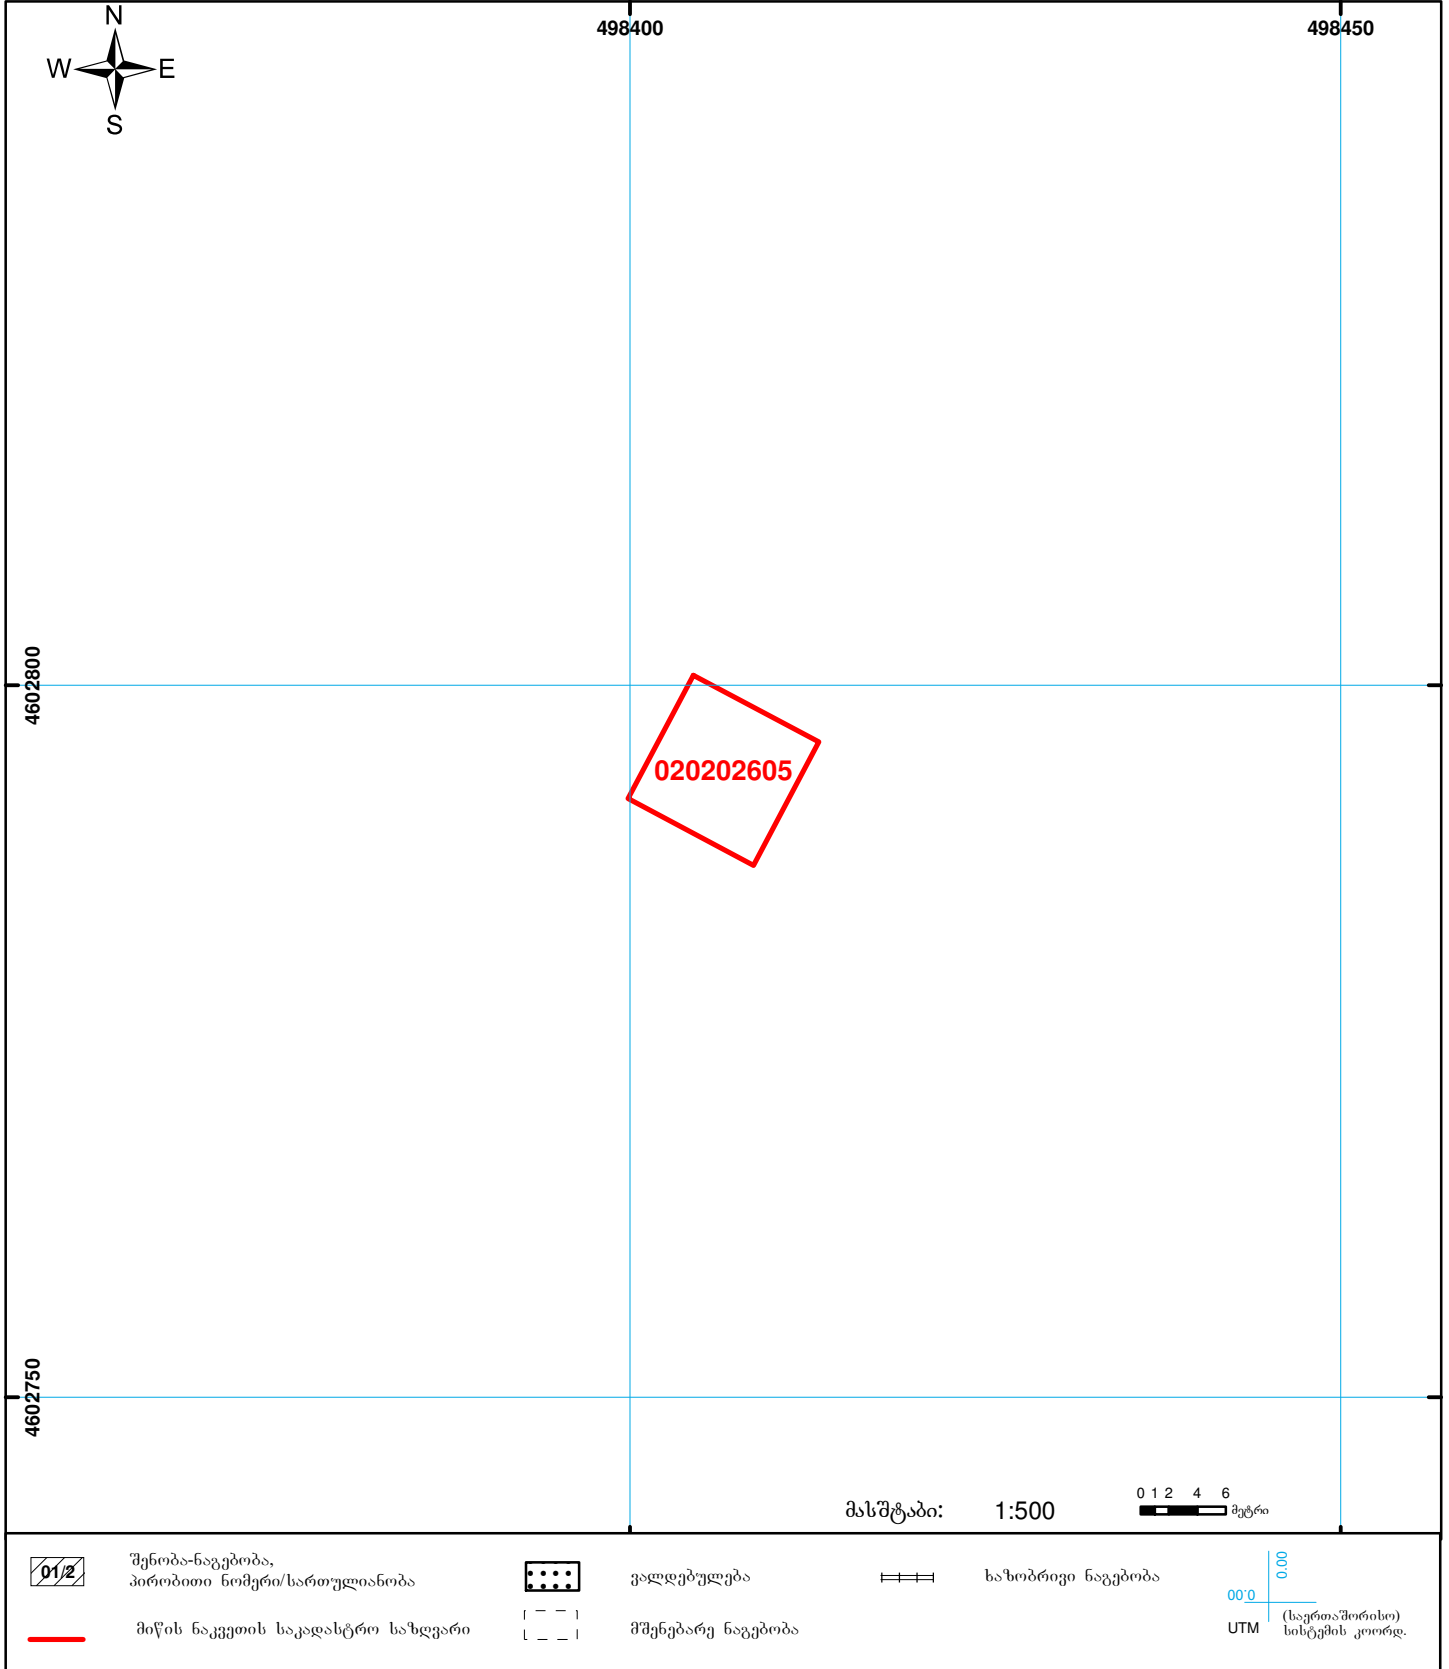 N
W E
S
498400
498450
4602800
020202605
4602750
მასშტაბი: 1:500
0 1 2 4 6
მეტრი
01/2
შენობა-ნაგებობა,
პირობითი ნომერი/სართულიანობა
ვალდებულება
ხაზობრივი ნაგებობა
00.0
00.0
მიწის ნაკვეთის საკადასტრო საზღვარი
მშენებარე ნაგებობა
UTM
(საერთაშორისო)
სისტემის კოორდ.